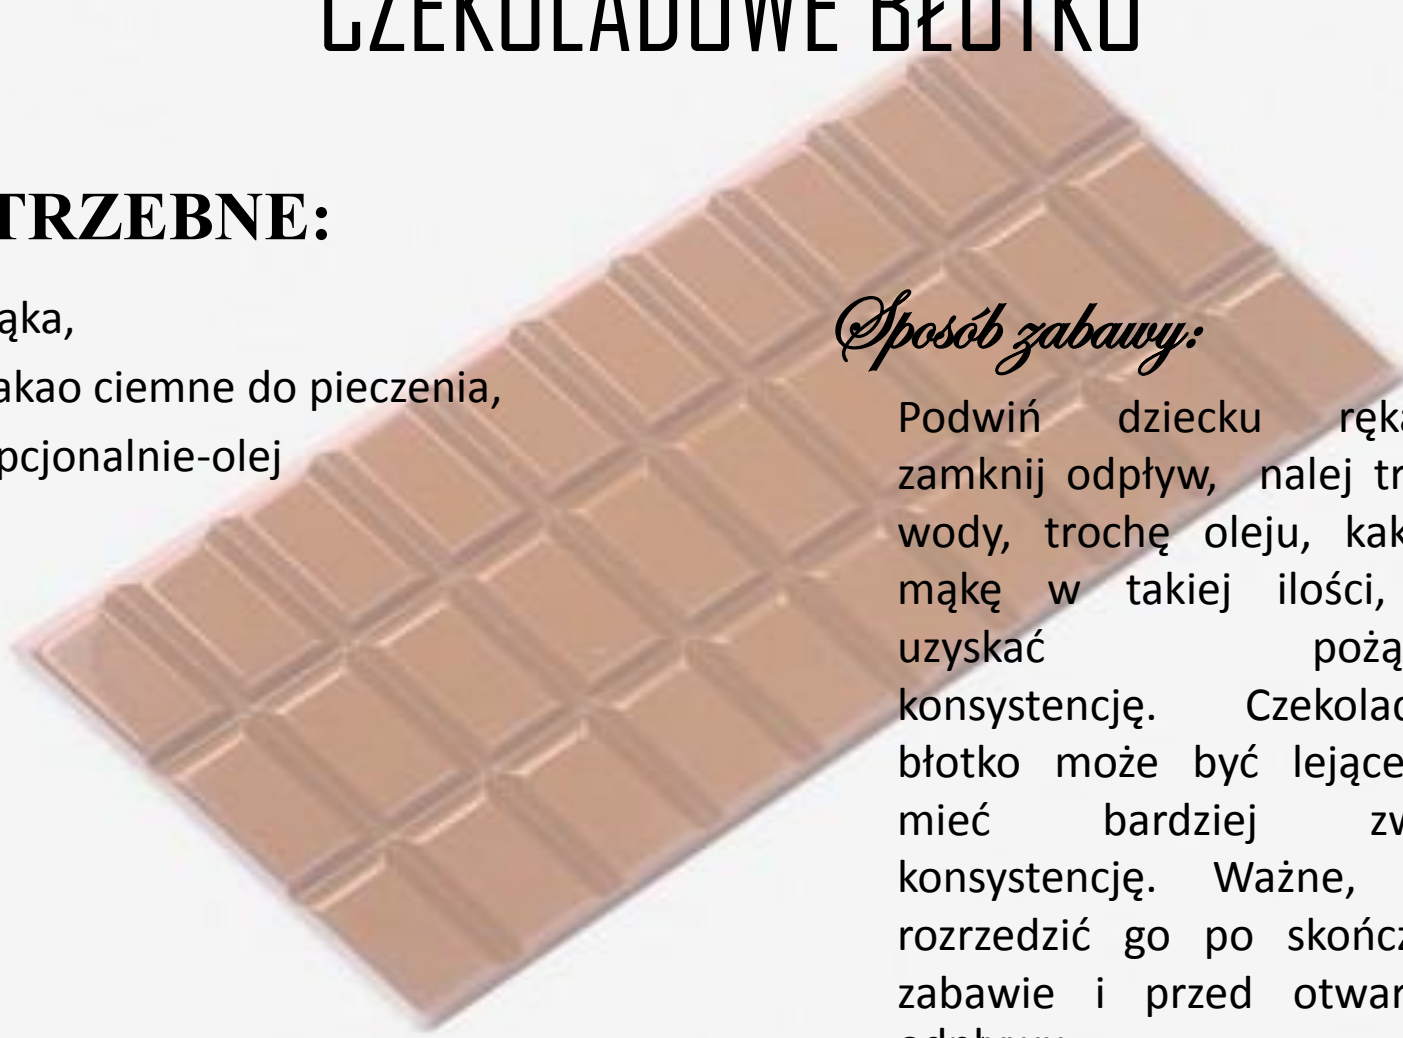 CZEKOLADOWE BŁOTKO
TRZEBNE:
ąka,
akao ciemne do pieczenia,
pcjonalnie-olej
Sposób zabawy:
Podwiń dziecku ręka
zamknij odpływ, nalej tr
wody, trochę oleju, kak
mąkę w takiej ilości,
uzyskać pożą
konsystencję. Czekolad
błotko może być lejące
mieć bardziej zw
konsystencję. Ważne,
rozrzedzić go po skończ
zabawie i przed otwar